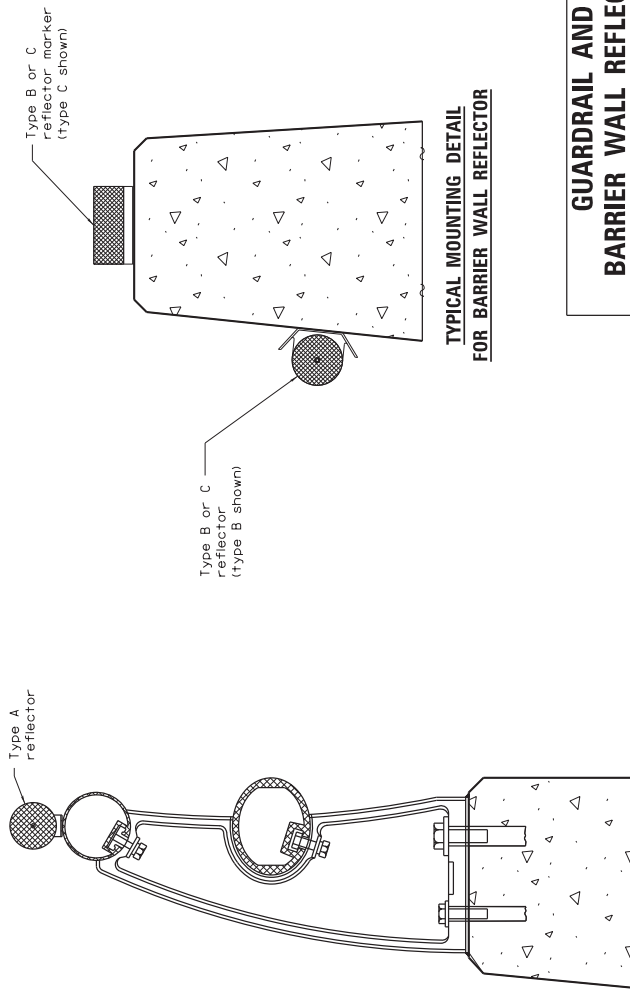 Type A
reflector
Type B or C
reflector
(type B shown)
Type B or C
reflector marker
(type C shown)
TYPICAL MOUNTING DETAIL
FOR BARRIER WALL REFLECTOR
GUARDRAIL AND
BARRIER WALL REFLEC